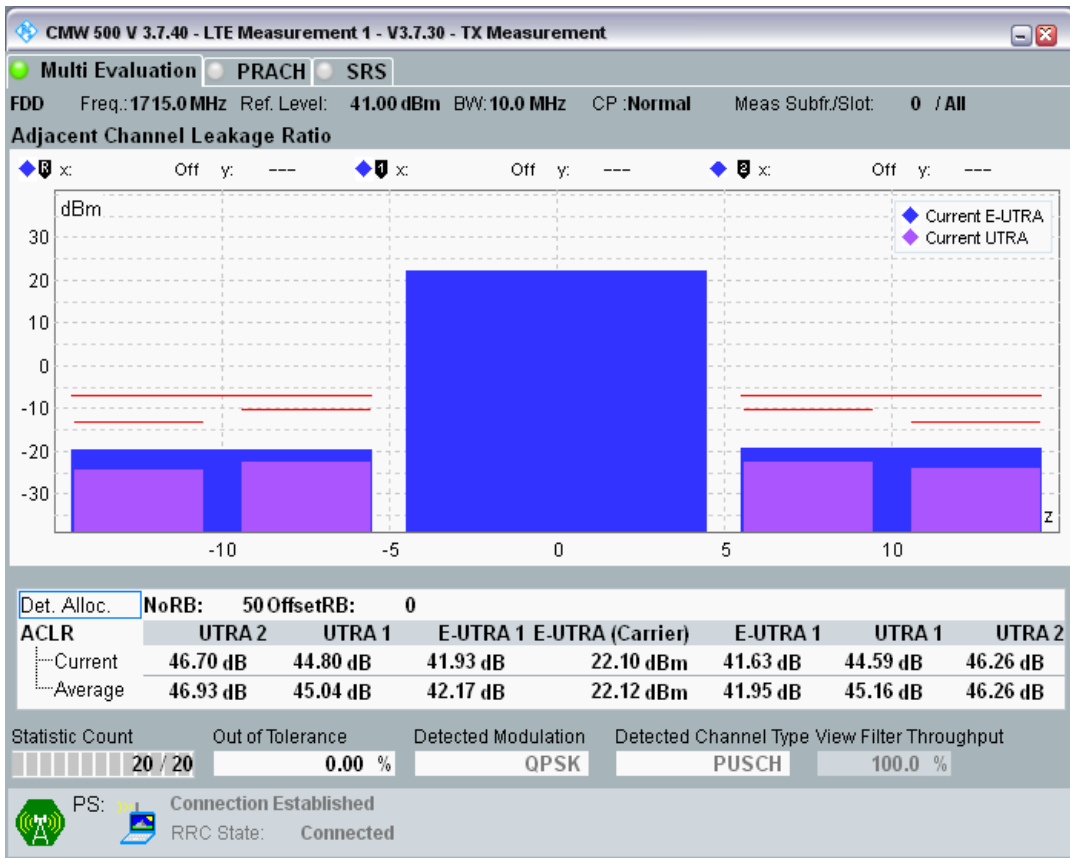 CMW 500 V 3.7.40 - LTE Measurement 1 - V3.7.30 - TX Measurement
Multi Evaluation PRACH SRS
FDD Freq.:1715.0 MHz Ref. Level: 41.00 dBm BW:10.0 MHz CP :Normal Meas Subfr./Slot: 0 / All
Adjacent Channel Leakage Ratio
R x: Off y: --- 1 x: Off y: --- 2 x: Off y: ---
dBm
Current E-UTRA
Current UTRA
30
20
10
0
-10
-20
-30
z
-10 -5 0 5 10
Det. Alloc. NoRB: 50 OffsetRB: 0
ACLR UTRA 2 UTRA 1 E-UTRA 1 E-UTRA (Carrier) E-UTRA 1 UTRA 1 UTRA 2
Current 46.70 dB 44.80 dB 41.93 dB 22.10 dBm 41.63 dB 44.59 dB 46.26 dB
Average 46.93 dB 45.04 dB 42.17 dB 22.12 dBm 41.95 dB 45.16 dB 46.26 dB
Statistic Count Out of Tolerance Detected Modulation Detected Channel Type View Filter Throughput
20 / 20 0.00 % QPSK PUSCH 100.0 %
PS: Connection Established
RRC State: Connected